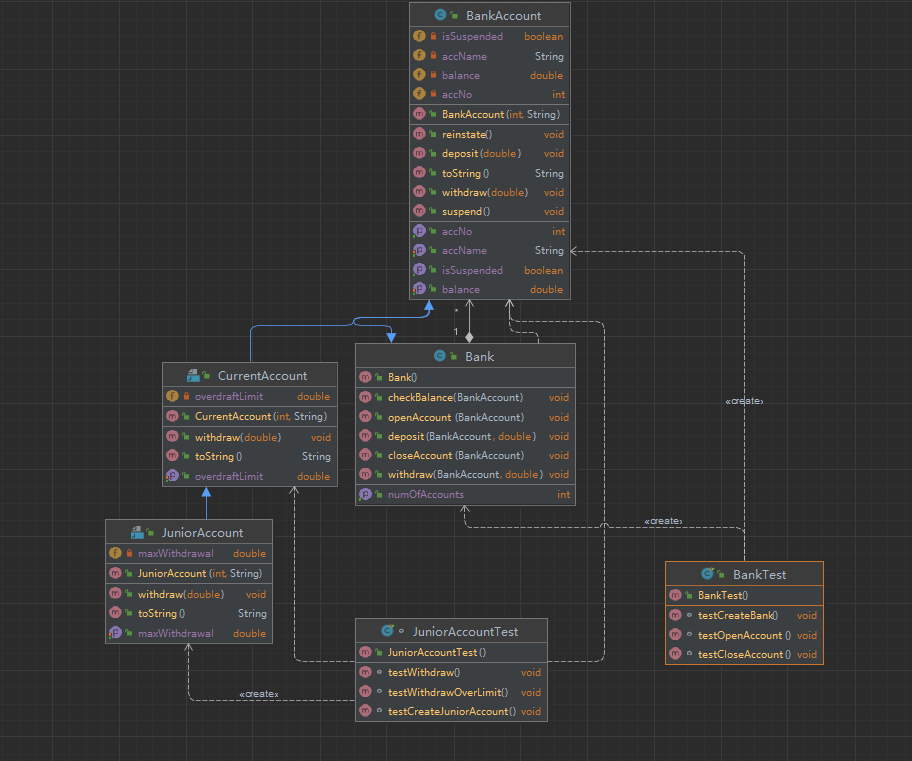 BankAccount
isSuspended boolean
accName String
balance double
accNo int
BankAccount(int, String)
reinstate() void
deposit(double) void
toString() String
withdraw(double) void
suspend() void
accNo int
accName String
isSuspended boolean
balance double
*
1
CurrentAccount
overdraftLimit double
CurrentAccount(int, String)
withdraw(double) void
toString() String
overdraftLimit double
Bank
Bank()
checkBalance(BankAccount) void
openAccount(BankAccount) void
deposit(BankAccount, double) void
closeAccount(BankAccount) void
withdraw(BankAccount, double) void
numOfAccounts int
«create»
«create»
JuniorAccount
maxWithdrawal double
JuniorAccount(int, String)
withdraw(double) void
toString() String
maxWithdrawal double
BankTest
BankTest()
testCreateBank() void
testOpenAccount() void
testCloseAccount() void
JuniorAccountTest
JuniorAccountTest()
testWithdraw() void
testWithdrawOverLimit() void
testCreateJuniorAccount() void
«create»